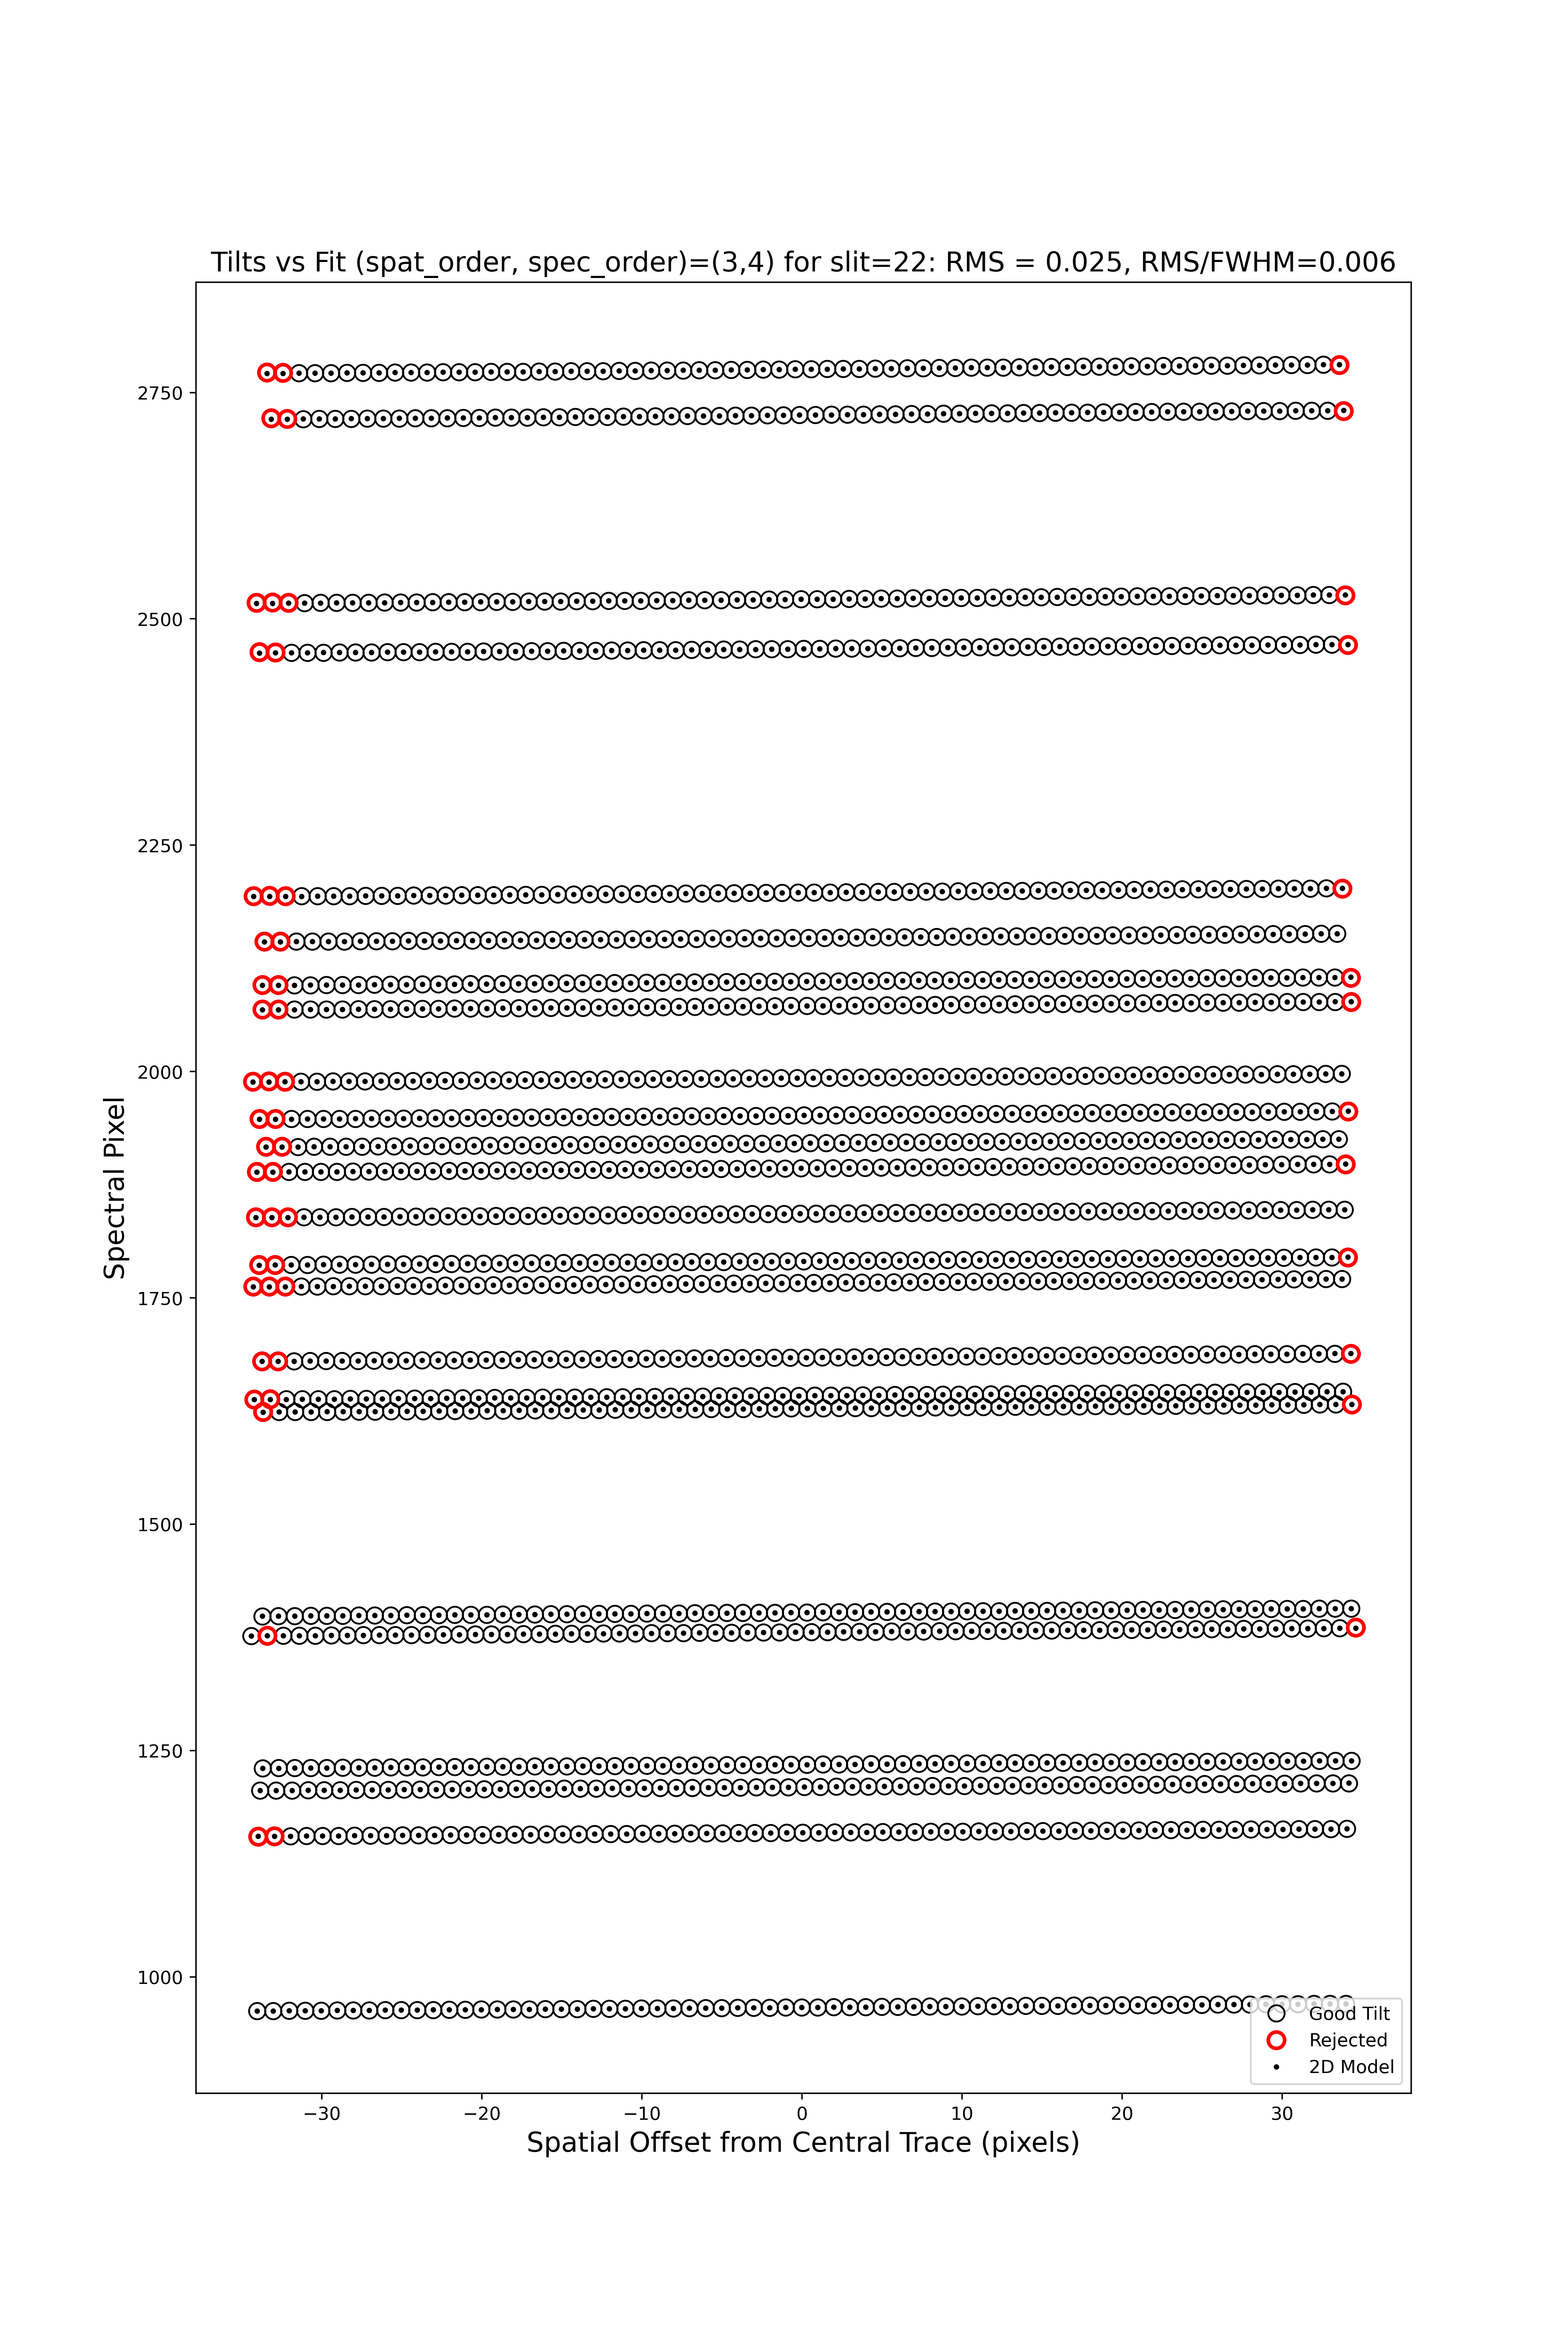 Tilts vs Fit (spat_order, spec_order)=(3,4) for slit=22: RMS = 0.025, RMS/FWHM=0.006
Spectral Pixel
2750
2500
2250
2000
1750
1500
1250
1000
−30 −20 −10 0 10 20 30
Spatial Offset from Central Trace (pixels)
Good Tilt
Rejected
2D Model